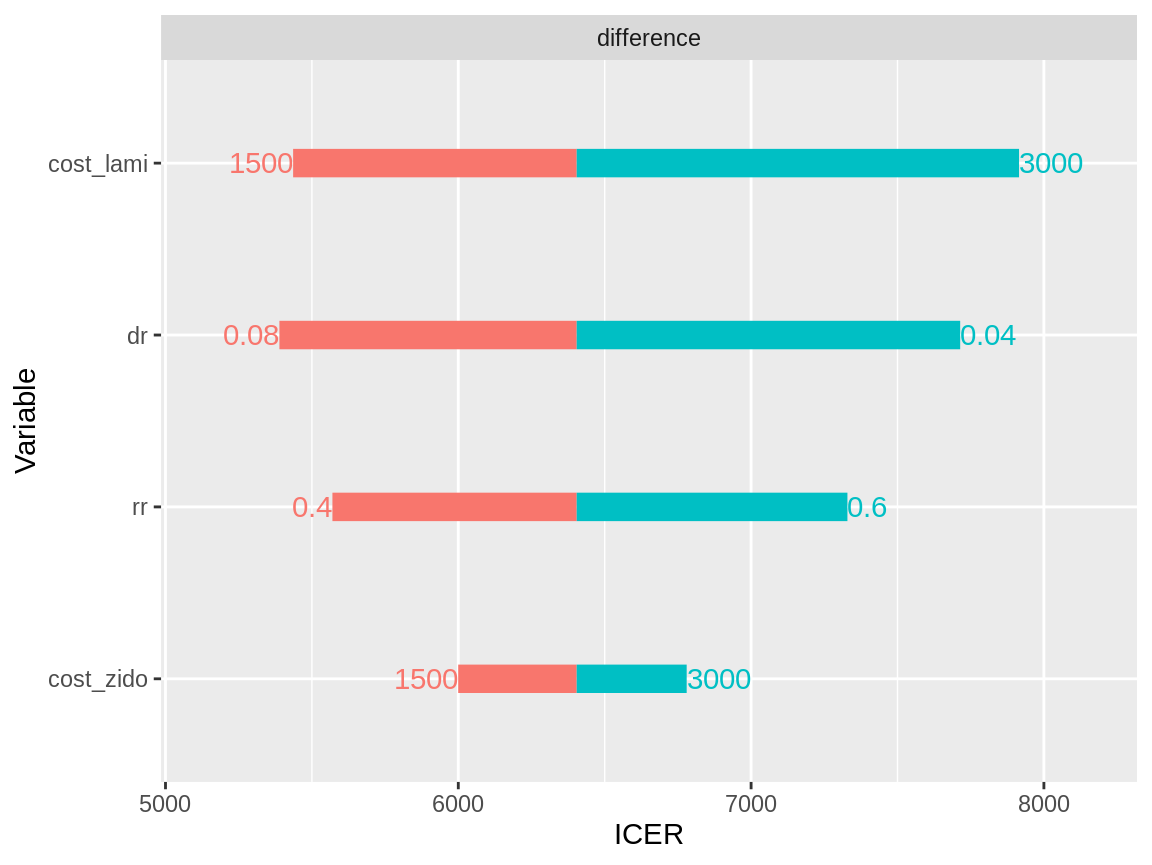 difference
cost_lami 1500 3000
dr 0.08 0.04
Variable
rr 0.4 0.6
cost_zido 1500 3000
5000 6000 7000 8000
ICER